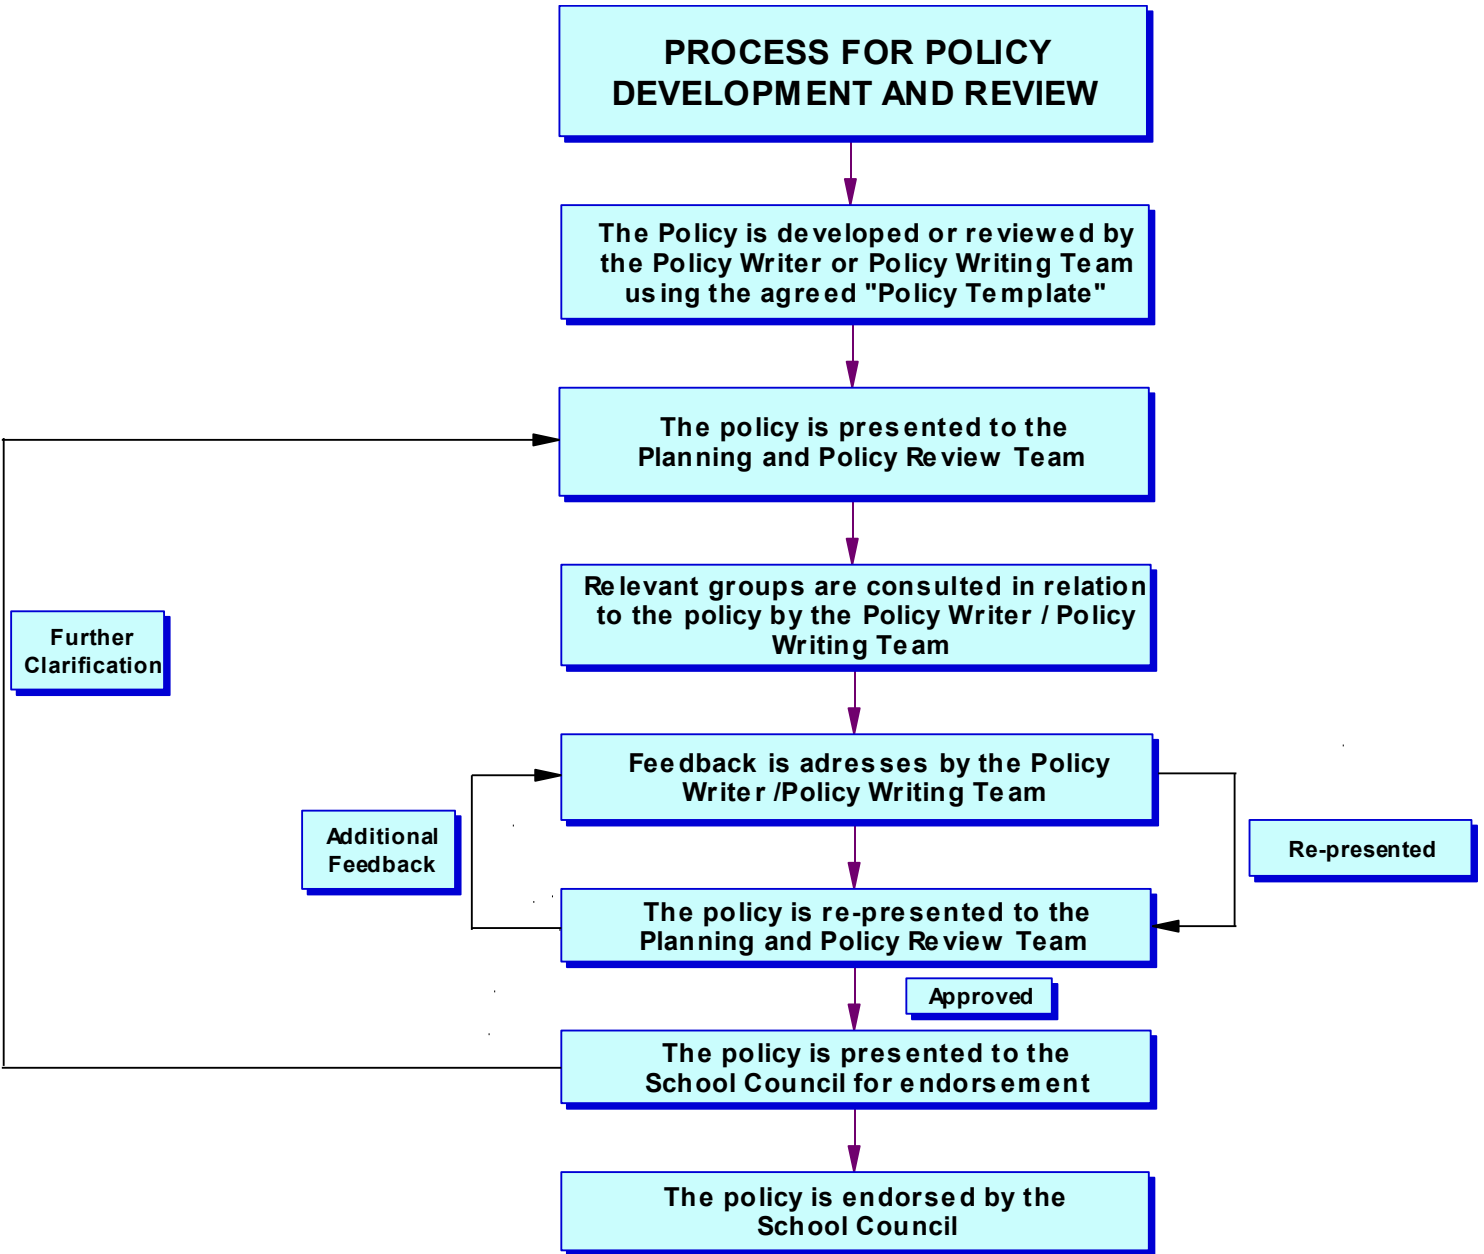 PROCESS FOR POLICY
DEVELOPMENT AND REVIEW
The Policy is developed or reviewed by
the Policy Writer or Policy Writing Team
using the agreed "Policy Template"
The policy is presented to the
Planning and Policy Review Team
Relevant groups are consulted in relation
to the policy by the Policy Writer / Policy
Writing Team
Further
Clarification
Feedback is adresses by the Policy
Writer /Policy Writing Team
Additional
Feedback
Re-presented
The policy is re-presented to the
Planning and Policy Review Team
Approved
The policy is presented to the
School Council for endorsement
The policy is endorsed by the
School Council